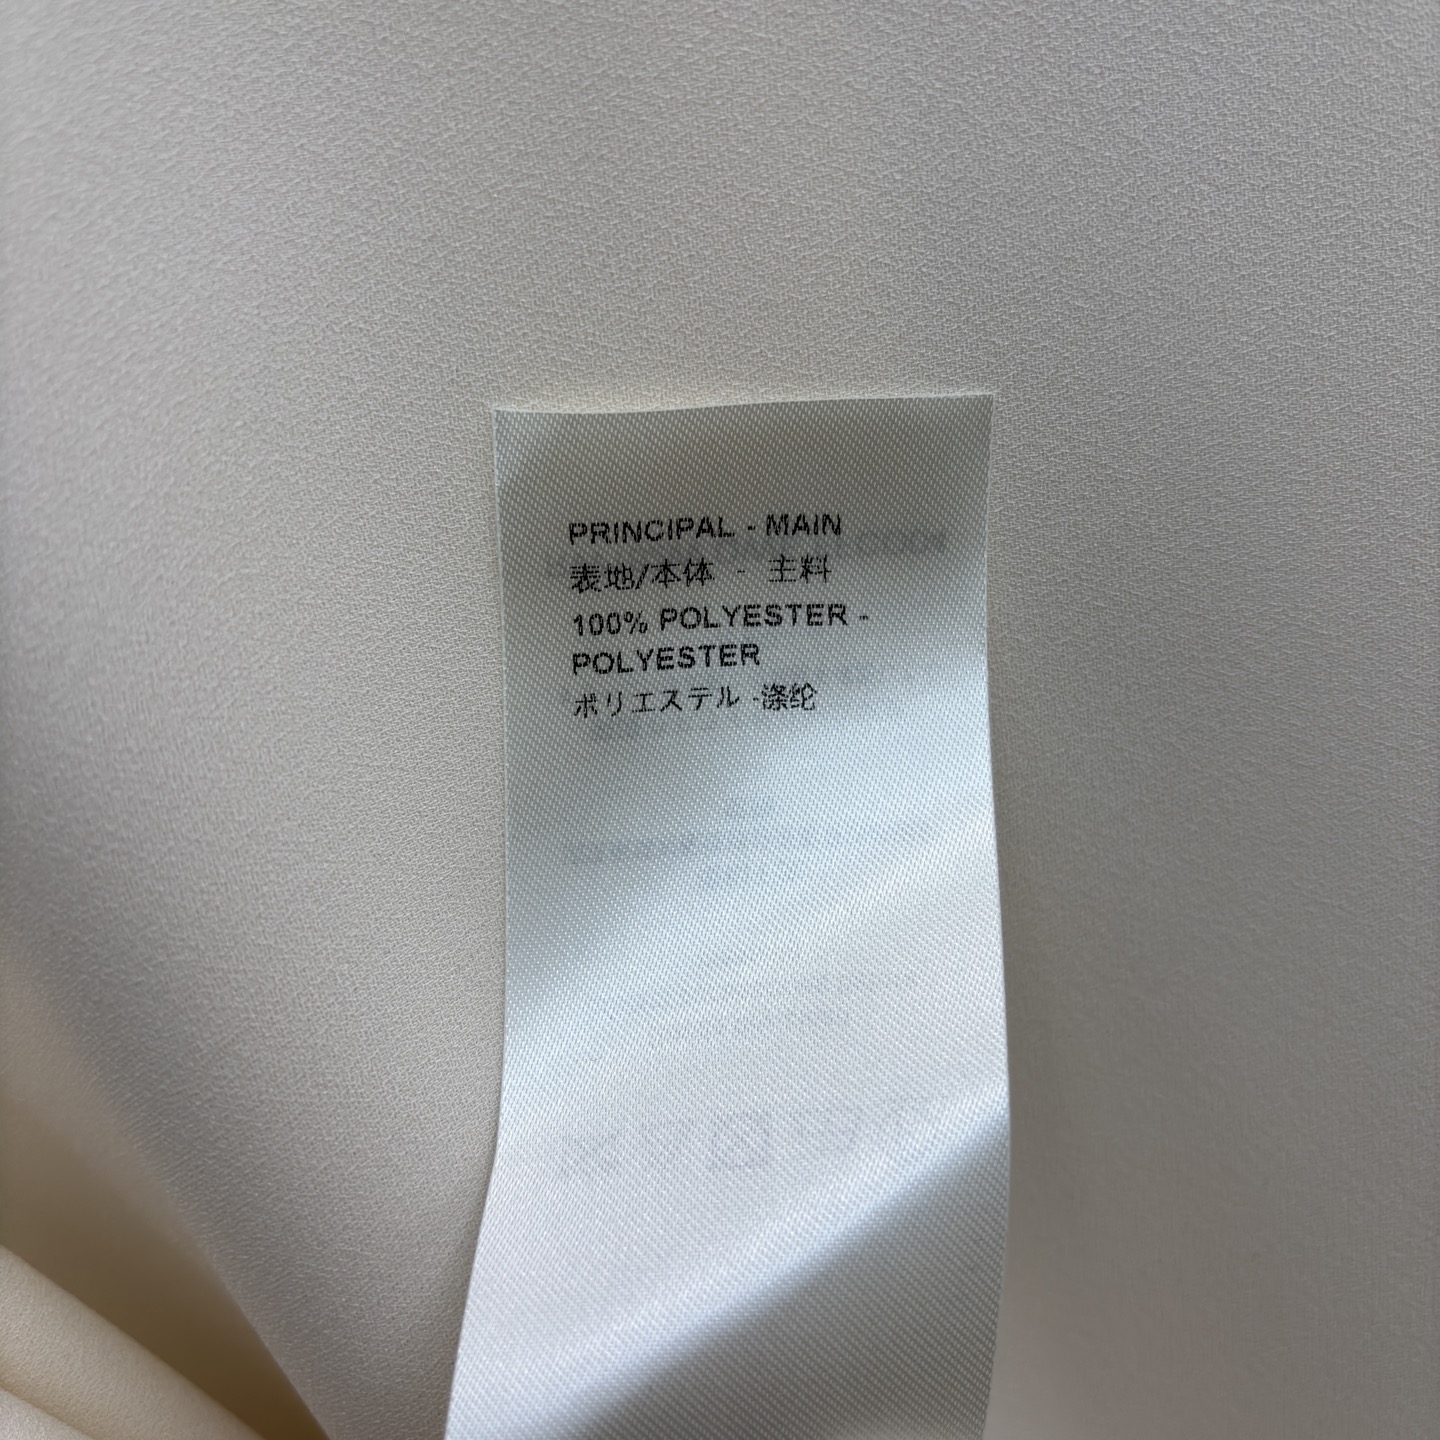 PRINCIPAL - MAIN
表地/本体 - 主料
100% POLYESTER -
POLYESTER
ポリエステル -涤纶